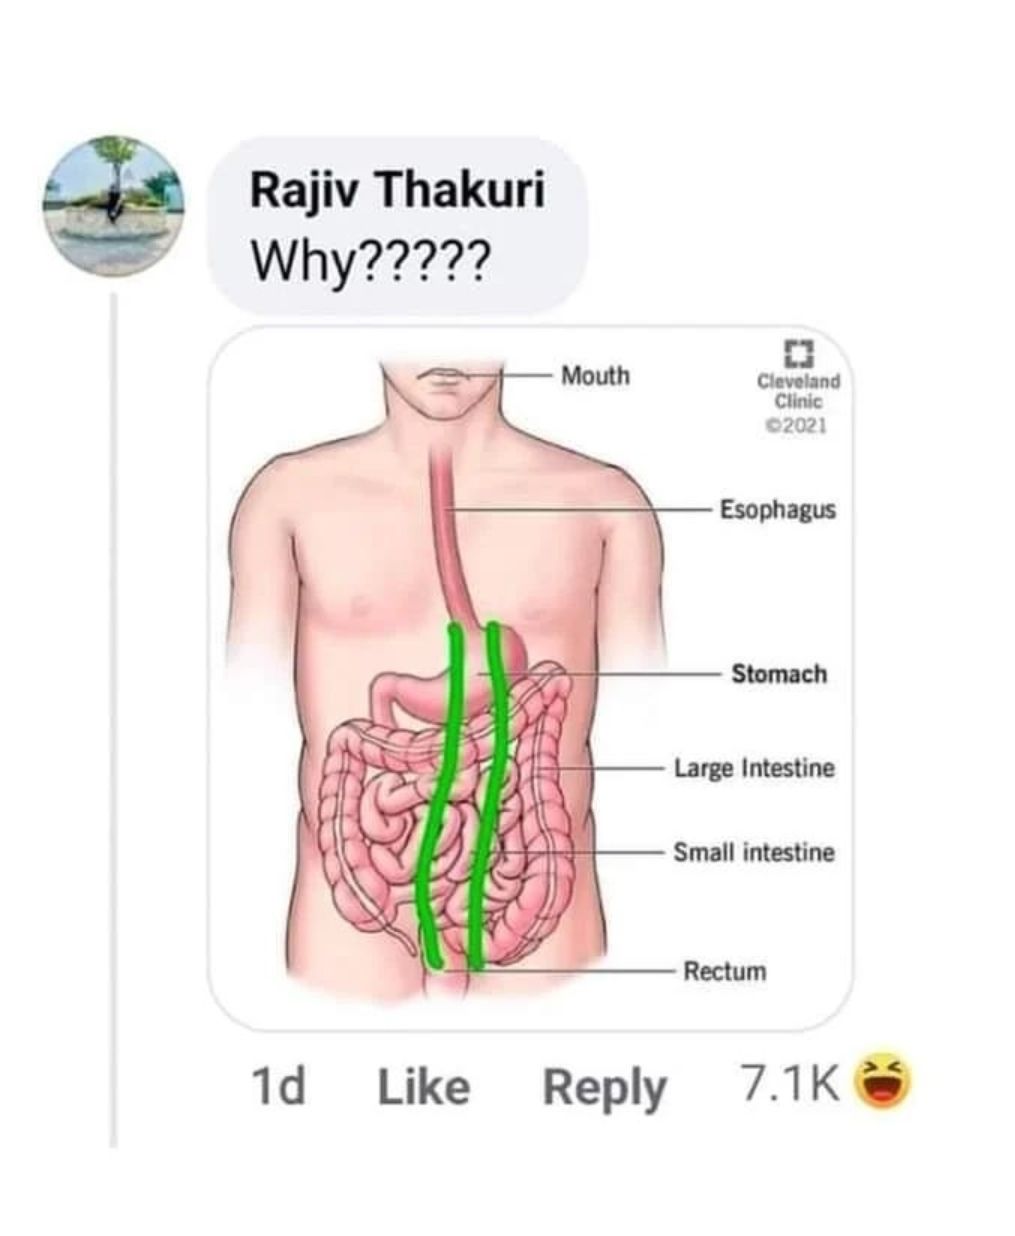 Rajiv Thakuri
Why?????
Mouth
Cleveland
Clinic
©2021
Esophagus
Stomach
Large Intestine
Small intestine
Rectum
1d Like Reply 7.1K